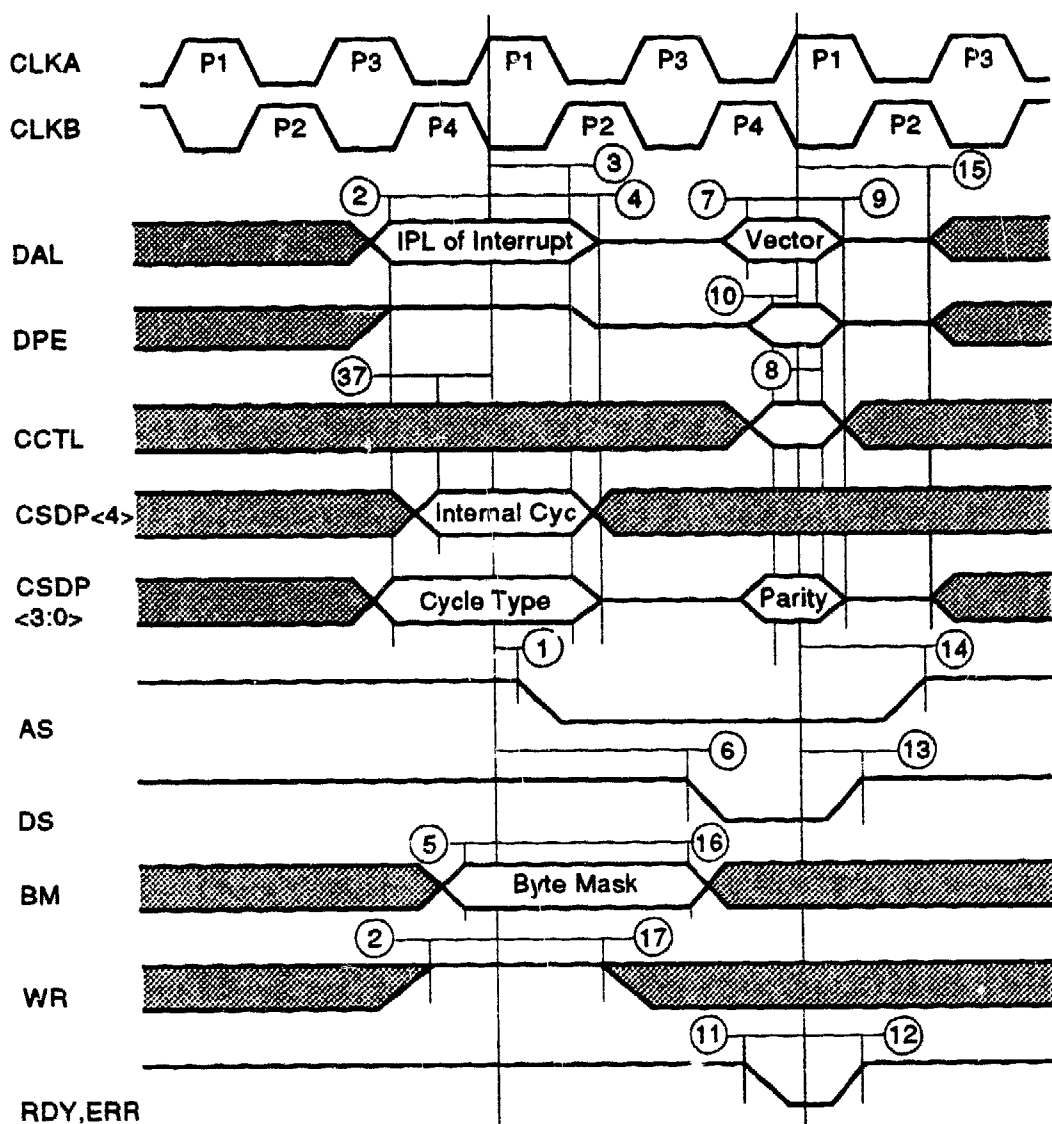 CLKA P1 P3 P1 P3 P1 P3
CLKB P2 P4 P2 P4 P2
3 15
2 4 7 9
DAL IPL of Interrupt Vector
10
DPE
37 8
CCTL
CSDP<4> Internal Cyc
CSDP
<3:0> Cycle Type Parity
1 14
AS
6 13
DS
5 16
BM Byte Mask
2 17
WR
11 12
RDY,ERR